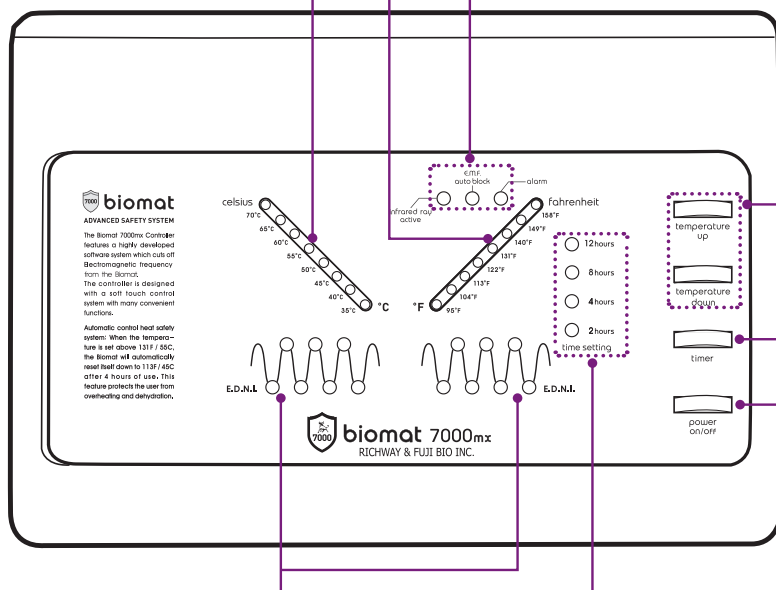 7000 biomat
ADVANCED SAFETY SYSTEM
The Biomat 7000mx Controller
features a highly developed
software system which cuts off
Electromagnetic frequency
from the Biomat.
The controller is designed
with a soft touch control
system with many convenient
functions.
Automatic control heat safety
system: When the tempera-
ture is set above 131F / 55C,
the Biomat will automatically
reset itself down to 113F/ 45C
after 4 hours of use. This
feature protects the user from
overheating and dehydration.
celsius
70°C
65°C
60°C
55°C
50°C
45°C
40°C
35°C
°C
E.M.F.
auto block
alarm
infrared ray
active
fahrenheit
158°F
149°F
140°F
131°F
122°F
113°F
104°F
95°F
°F
12 hours
8 hours
4 hours
2 hours
time setting
temperature
up
temperature
down
timer
power
on/off
E.D.N.I.
E.D.N.I.
7000 biomat 7000mx
RICHWAY & FUJI BIO INC.